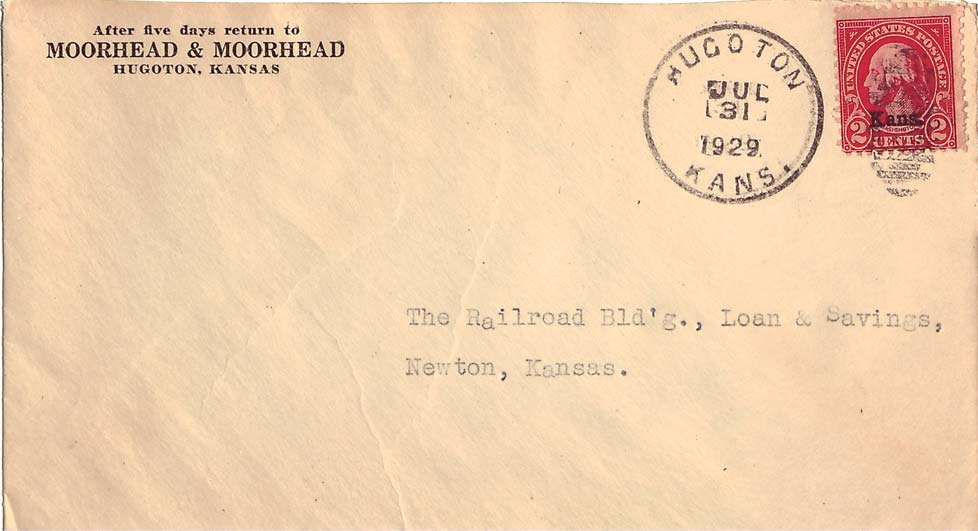 After five days return to
MOORHEAD & MOORHEAD
HUGOTON, KANSAS
HUGOTON
JUL
31
1929
KANS.
UNITED STATES POSTAGE
Kans.
WASHINGTON
2 CENTS 2
The Railroad Bld'g., Loan & Savings,
Newton, Kansas.